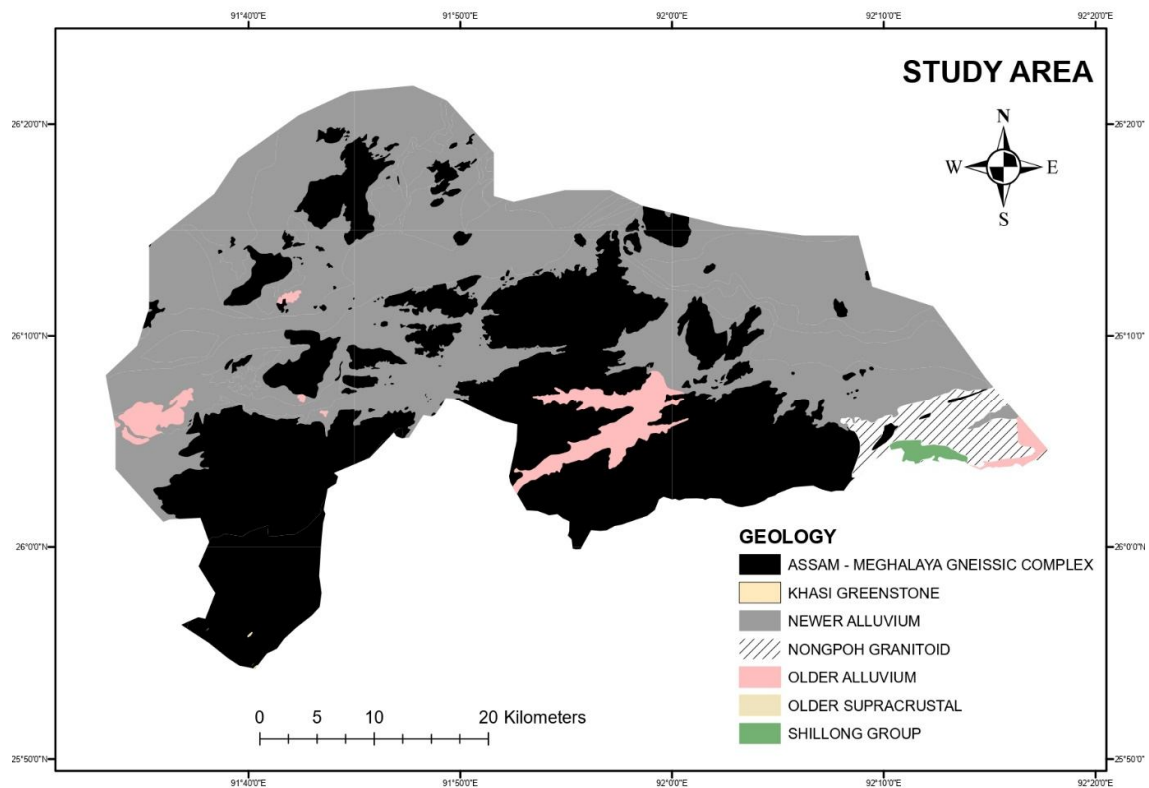 91°40'0"E 91°50'0"E 92°0'0"E 92°10'0"E 92°20'0"E
STUDY AREA
N
W E
S
26°20'0"N 26°20'0"
26°10'0"N 26°10'0"
26°0'0"N 26°0'0"N
25°50'0"N 25°50'0"N
GEOLOGY
ASSAM - MEGHALAYA GNEISSIC COMPLEX
KHASI GREENSTONE
NEWER ALLUVIUM
NONGPOH GRANITOID
OLDER ALLUVIUM
OLDER SUPRACRUSTAL
SHILLONG GROUP
0 5 10 20 Kilometers
91°40'0"E 91°50'0"E 92°0'0"E 92°10'0"E 92°20'0"E